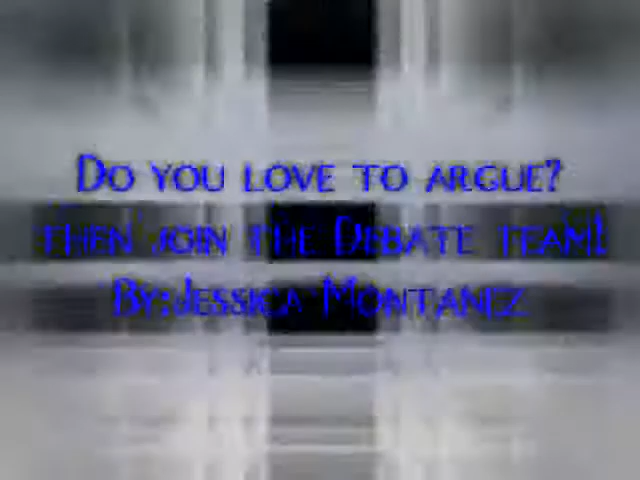 Do you love to argue?
then join the Debate team!
By:Jessica Montanez